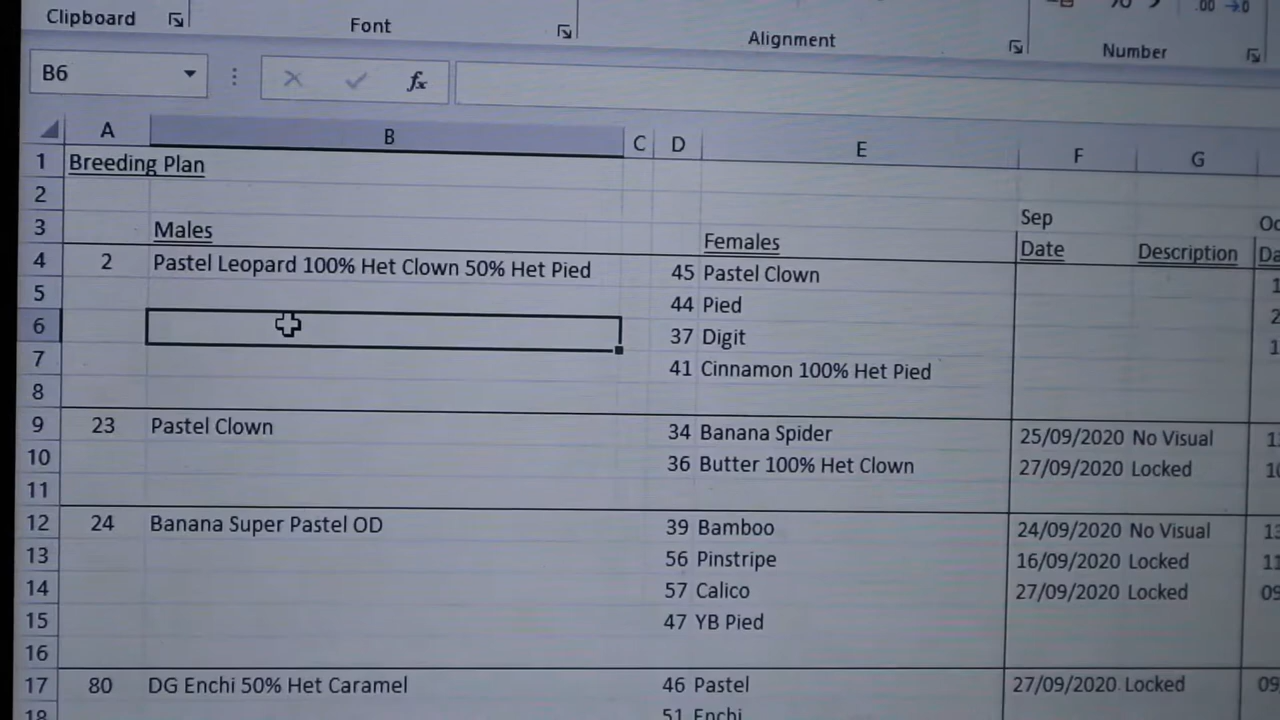 Clipboard Font Alignment Number
B6 fx
A B C D E F G
1 Breeding Plan
2
3 Males Females Sep
Date Description
4 2 Pastel Leopard 100% Het Clown 50% Het Pied 45 Pastel Clown
5 44 Pied
6 37 Digit
7 41 Cinnamon 100% Het Pied
8
9 23 Pastel Clown 34 Banana Spider 25/09/2020 No Visual
10 36 Butter 100% Het Clown 27/09/2020 Locked
11
12 24 Banana Super Pastel OD 39 Bamboo 24/09/2020 No Visual
13 56 Pinstripe 16/09/2020 Locked
14 57 Calico 27/09/2020 Locked
15 47 YB Pied
16
17 80 DG Enchi 50% Het Caramel 46 Pastel 27/09/2020 Locked
18 51 Enchi